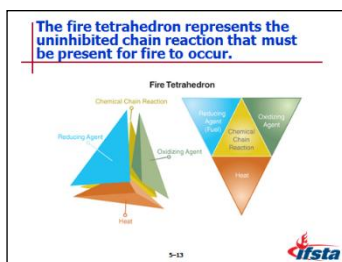 The fire tetrahedron represents the
uninhibited chain reaction that must
be present for fire to occur.
Fire Tetrahedron
Chemical Chain Reaction
Reducing Agent
Oxidizing Agent
Heat
Reducing
Agent
(Fuel)
Oxidizing
Agent
Chemical
Chain
Reaction
Heat
5–13
ifsta